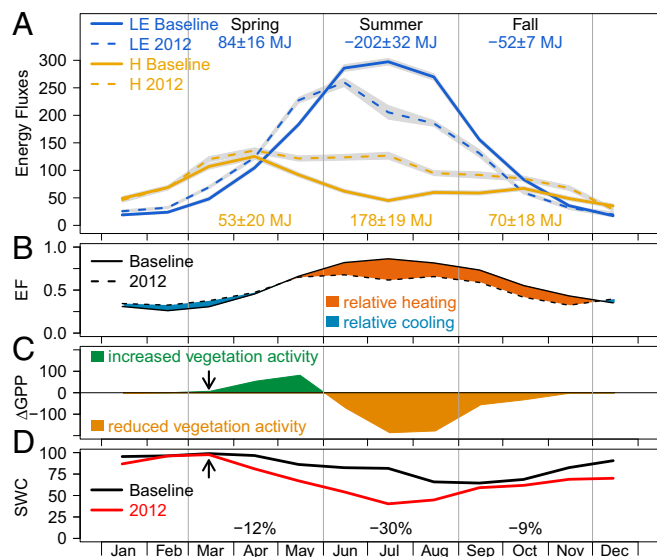 A
LE Baseline
LE 2012
H Baseline
H 2012
Spring
Summer
Fall
84±16 MJ
−202±32 MJ
−52±7 MJ
Energy Fluxes
300
250
200
150
100
50
0
53±20 MJ
178±19 MJ
70±18 MJ
B
EF
1.0
0.5
0.0
Baseline
2012
relative heating
relative cooling
C
ΔGPP
0
−100
increased vegetation activity
reduced vegetation activity
D
SWC
100
75
50
25
0
Baseline
2012
−12%
−30%
−9%
Jan Feb Mar Apr May Jun Jul Aug Sep Oct Nov Dec